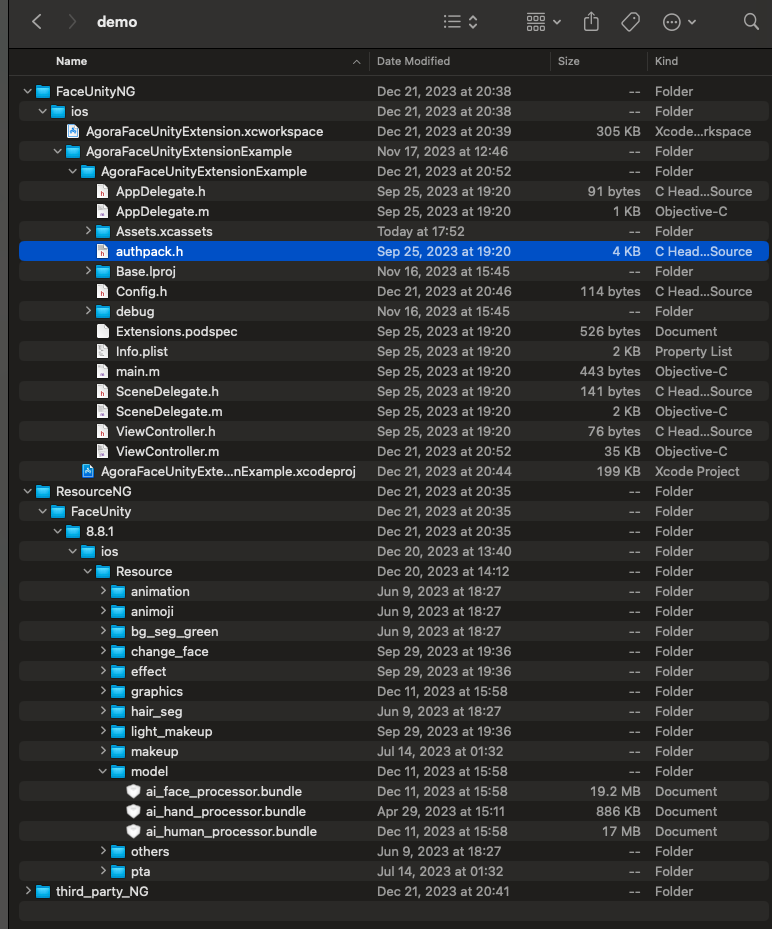 demo
Name Date Modified Size Kind
FaceUnityNG Dec 21, 2023 at 20:38 -- Folder
ios Dec 21, 2023 at 20:38 -- Folder
AgoraFaceUnityExtension.xcworkspace Dec 21, 2023 at 20:39 305 KB Xcode...rkspace
AgoraFaceUnityExtensionExample Nov 17, 2023 at 12:46 -- Folder
AgoraFaceUnityExtensionExample Dec 21, 2023 at 20:52 -- Folder
AppDelegate.h Sep 25, 2023 at 19:20 91 bytes C Head...Source
AppDelegate.m Sep 25, 2023 at 19:20 1 KB Objective-C
Assets.xcassets Today at 17:52 -- Folder
authpack.h Sep 25, 2023 at 19:20 4 KB C Head...Source
Base.lproj Nov 16, 2023 at 15:45 -- Folder
Config.h Dec 21, 2023 at 20:46 114 bytes C Head...Source
debug Nov 16, 2023 at 15:45 -- Folder
Extensions.podspec Sep 25, 2023 at 19:20 526 bytes Document
Info.plist Sep 25, 2023 at 19:20 2 KB Property List
main.m Sep 25, 2023 at 19:20 443 bytes Objective-C
SceneDelegate.h Sep 25, 2023 at 19:20 141 bytes C Head...Source
SceneDelegate.m Sep 25, 2023 at 19:20 2 KB Objective-C
ViewController.h Sep 25, 2023 at 19:20 76 bytes C Head...Source
ViewController.m Dec 21, 2023 at 20:52 35 KB Objective-C
AgoraFaceUnityExte...nExample.xcodeproj Dec 21, 2023 at 20:44 199 KB Xcode Project
ResourceNG Dec 21, 2023 at 20:35 -- Folder
FaceUnity Dec 21, 2023 at 20:35 -- Folder
8.8.1 Dec 21, 2023 at 20:35 -- Folder
ios Dec 20, 2023 at 13:40 -- Folder
Resource Dec 20, 2023 at 14:12 -- Folder
animation Jun 9, 2023 at 18:27 -- Folder
animoji Jun 9, 2023 at 18:27 -- Folder
bg_seg_green Jun 9, 2023 at 18:27 -- Folder
change_face Sep 29, 2023 at 19:36 -- Folder
effect Sep 29, 2023 at 19:36 -- Folder
graphics Dec 11, 2023 at 15:58 -- Folder
hair_seg Jun 9, 2023 at 18:27 -- Folder
light_makeup Sep 29, 2023 at 19:36 -- Folder
makeup Jul 14, 2023 at 01:32 -- Folder
model Dec 11, 2023 at 15:58 -- Folder
ai_face_processor.bundle Dec 11, 2023 at 15:58 19.2 MB Document
ai_hand_processor.bundle Apr 29, 2023 at 15:11 886 KB Document
ai_human_processor.bundle Dec 11, 2023 at 15:58 17 MB Document
others Jun 9, 2023 at 18:27 -- Folder
pta Jul 14, 2023 at 01:32 -- Folder
third_party_NG Dec 21, 2023 at 20:41 -- Folder